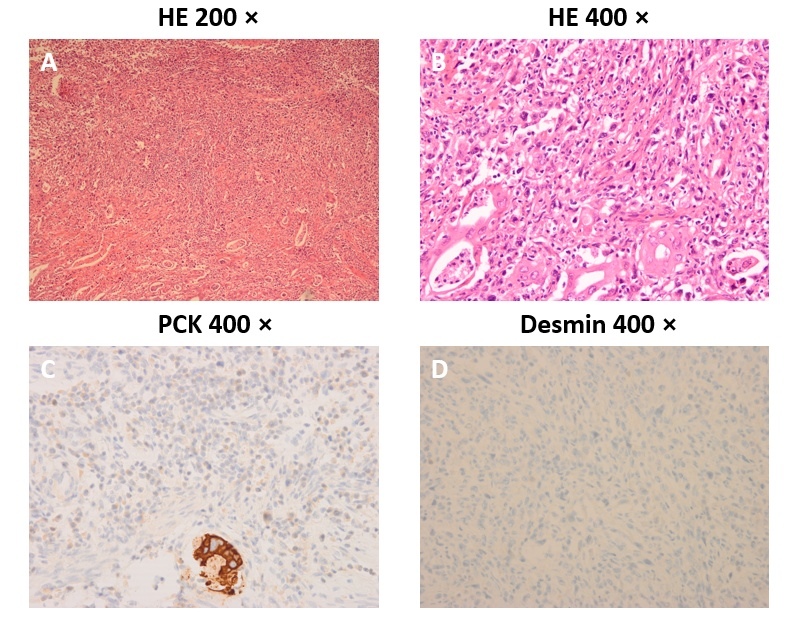 HE 200 ×
HE 400 ×
A
B
PCK 400 ×
Desmin 400 ×
C
D